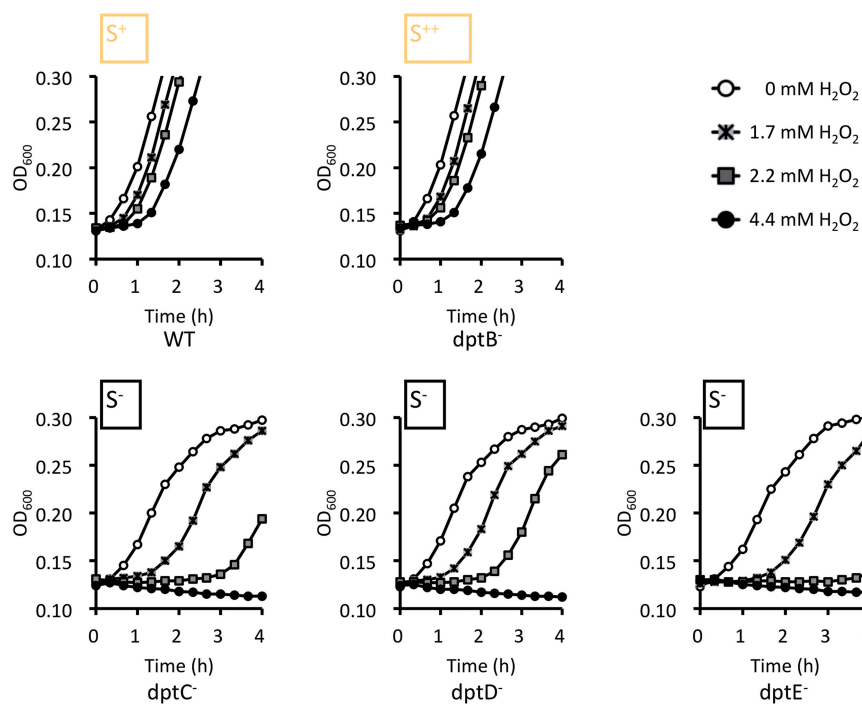 S⁺
S⁺⁺
0.30
0.25
0.20
0.15
0.10
OD₆₀₀
0 1 2 3 4
Time (h)
WT
0.30
0.25
0.20
0.15
0.10
OD₆₀₀
0 1 2 3 4
Time (h)
dptB⁻
0 mM H₂O₂
1.7 mM H₂O₂
2.2 mM H₂O₂
4.4 mM H₂O₂
S⁻
0.30
0.25
0.20
0.15
0.10
OD₆₀₀
0 1 2 3 4
Time (h)
dptC⁻
S⁻
0.30
0.25
0.20
0.15
0.10
OD₆₀₀
0 1 2 3 4
Time (h)
dptD⁻
S⁻
0.30
0.25
0.20
0.15
0.10
OD₆₀₀
0 1 2 3
Time (h)
dptE⁻